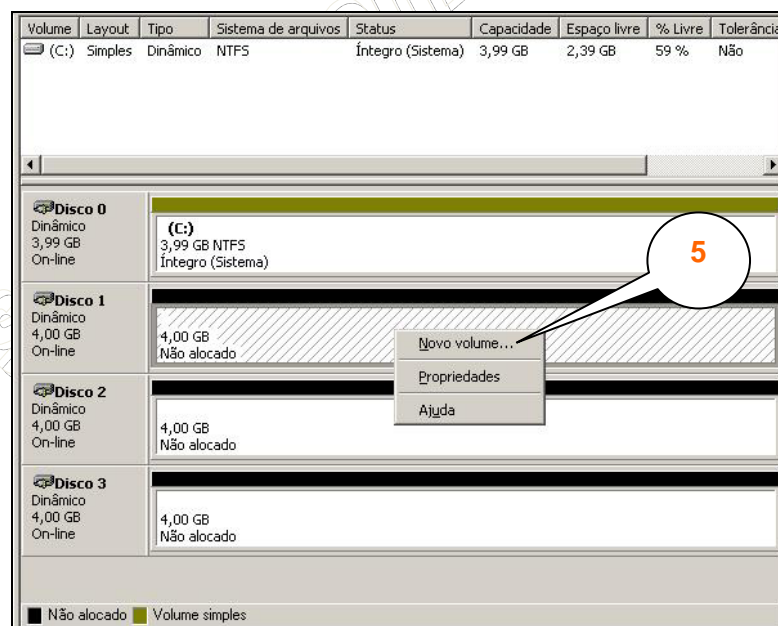 Volume Layout Tipo Sistema de arquivos Status Capacidade Espaço livre % Livre Tolerância
(C:) Simples Dinâmico NTFS Íntegro (Sistema) 3,99 GB 2,39 GB 59 % Não
Disco 0
Dinâmico
3,99 GB
On-line
(C:)
3,99 GB NTFS
Íntegro (Sistema)
5
Disco 1
Dinâmico
4,00 GB
On-line
4,00 GB
Não alocado
Novo volume...
Propriedades
Ajuda
Disco 2
Dinâmico
4,00 GB
On-line
4,00 GB
Não alocado
Disco 3
Dinâmico
4,00 GB
On-line
4,00 GB
Não alocado
Não alocado Volume simples